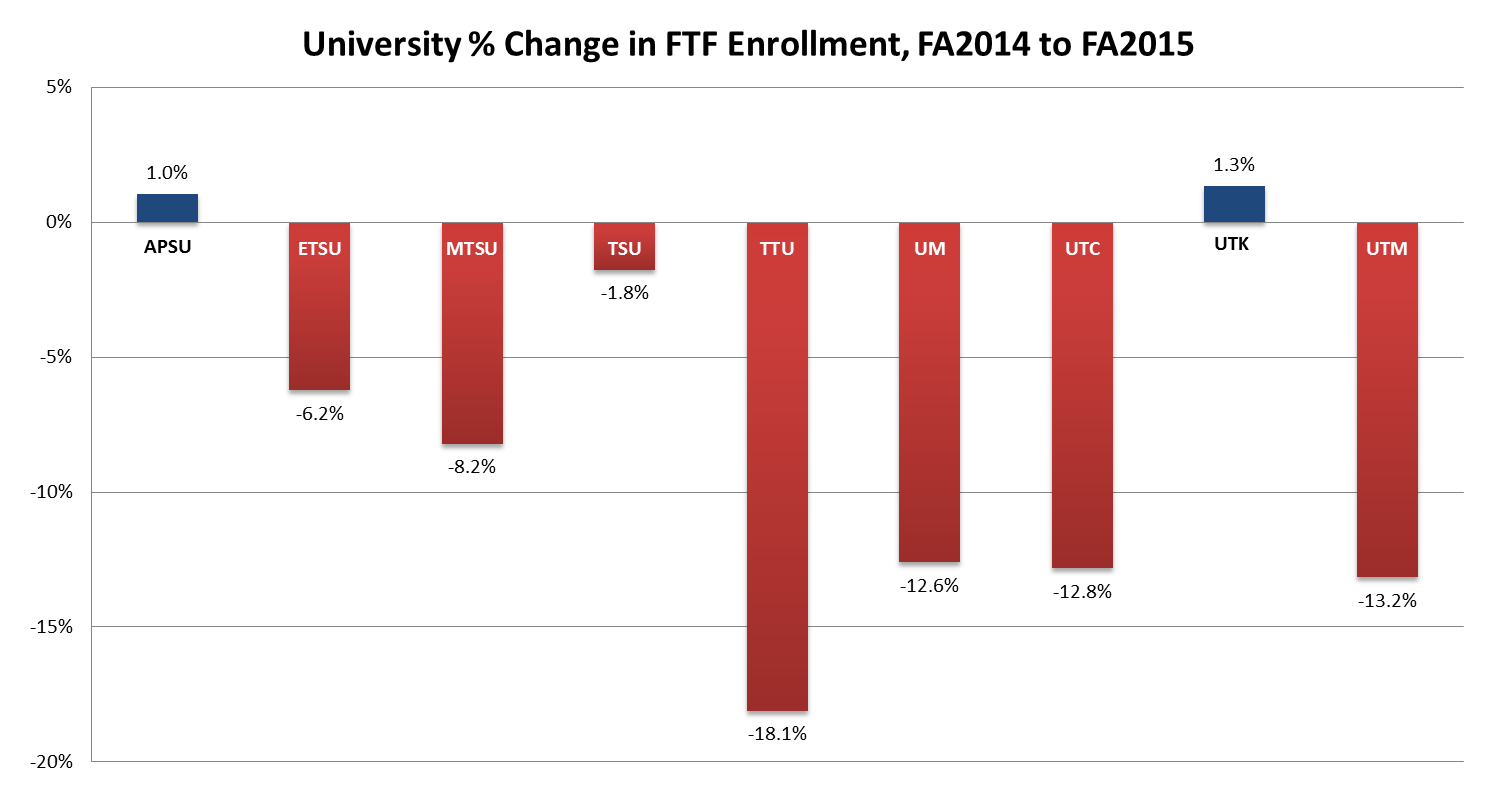 University % Change in FTF Enrollment, FA2014 to FA2015
5%
1.0%
1.3%
0%
APSU
ETSU
MTSU
TSU
TTU
UM
UTC
UTK
UTM
-1.8%
-5%
-6.2%
-8.2%
-10%
-12.6%
-12.8%
-13.2%
-15%
-18.1%
-20%